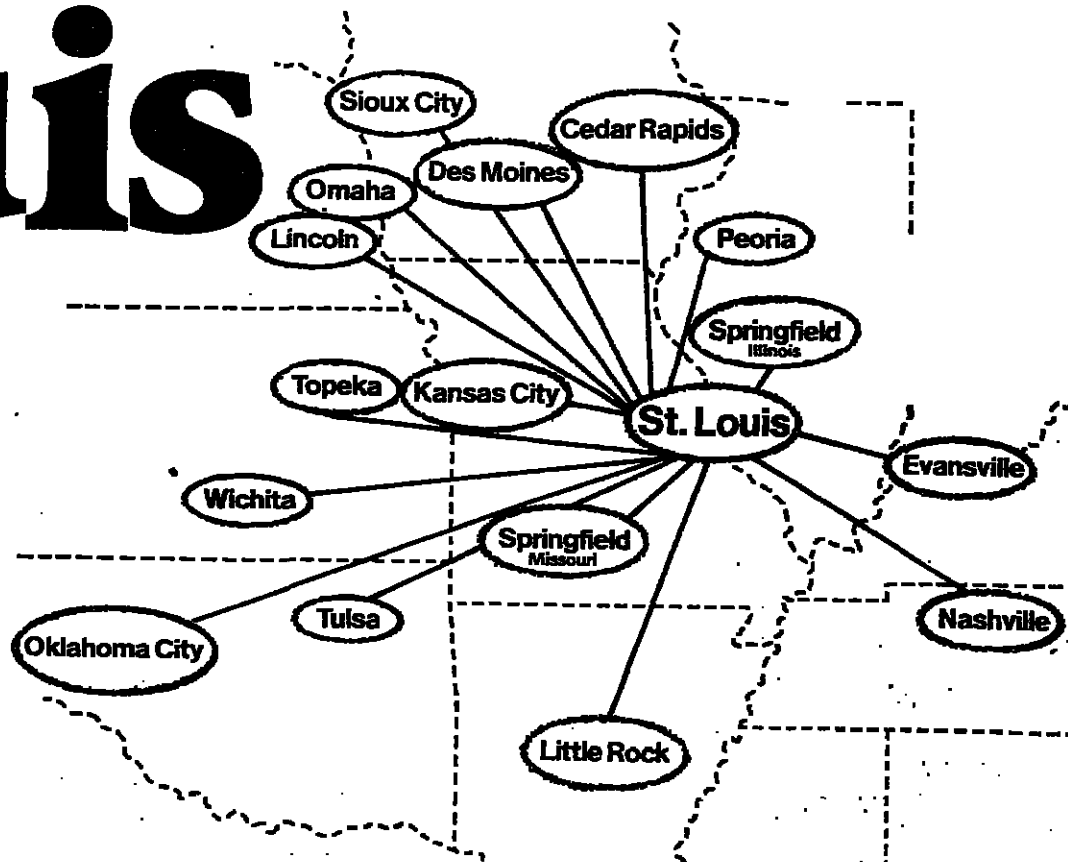 uis
Sioux City
Cedar Rapids
Des Moines
Omaha
Lincoln
Peoria
Springfield
Illinois
Topeka
Kansas City
St. Louis
Evansville
Wichita
Springfield
Missouri
Tulsa
Nashville
Oklahoma City
Little Rock